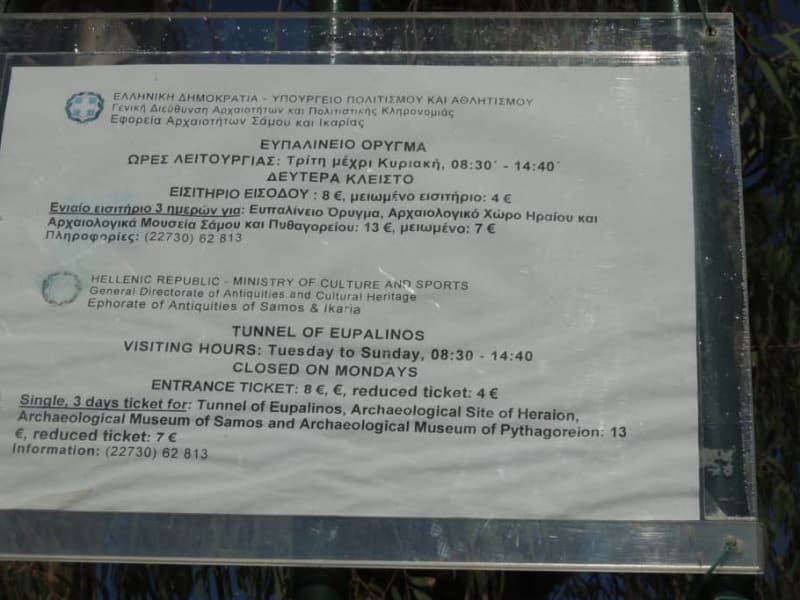 ΕΛΛΗΝΙΚΗ ΔΗΜΟΚΡΑΤΙΑ - ΥΠΟΥΡΓΕΙΟ ΠΟΛΙΤΙΣΜΟΥ ΚΑΙ ΑΘΛΗΤΙΣΜΟΥ
Γενική Διεύθυνση Αρχαιοτήτων και Πολιτιστικής Κληρονομιάς
Εφορεία Αρχαιοτήτων Σάμου και Ικαρίας
ΕΥΠΑΛΙΝΕΙΟ ΟΡΥΓΜΑ
ΩΡΕΣ ΛΕΙΤΟΥΡΓΙΑΣ: Τρίτη μέχρι Κυριακή, 08:30΄ - 14:40΄
ΔΕΥΤΕΡΑ ΚΛΕΙΣΤΟ
ΕΙΣΙΤΗΡΙΟ ΕΙΣΟΔΟΥ : 8 €, μειωμένο εισιτήριο: 4 €
Ενιαίο εισιτήριο 3 ημερών για: Ευπαλίνειο Όρυγμα, Αρχαιολογικό Χώρο Ηραίου και
Αρχαιολογικά Μουσεία Σάμου και Πυθαγορείου: 13 €, μειωμένο: 7 €
Πληροφορίες: (22730) 62 813
HELLENIC REPUBLIC - MINISTRY OF CULTURE AND SPORTS
General Directorate of Antiquities and Cultural Heritage
Ephorate of Antiquities of Samos & Ikaria
TUNNEL OF EUPALINOS
VISITING HOURS: Tuesday to Sunday, 08:30 - 14:40
CLOSED ON MONDAYS
ENTRANCE TICKET: 8 €, €, reduced ticket: 4 €
Single, 3 days ticket for: Tunnel of Eupalinos, Archaeological Site of Heraion,
Archaeological Museum of Samos and Archaeological Museum of Pythagoreion: 13
€, reduced ticket: 7 €
Information: (22730) 62 813